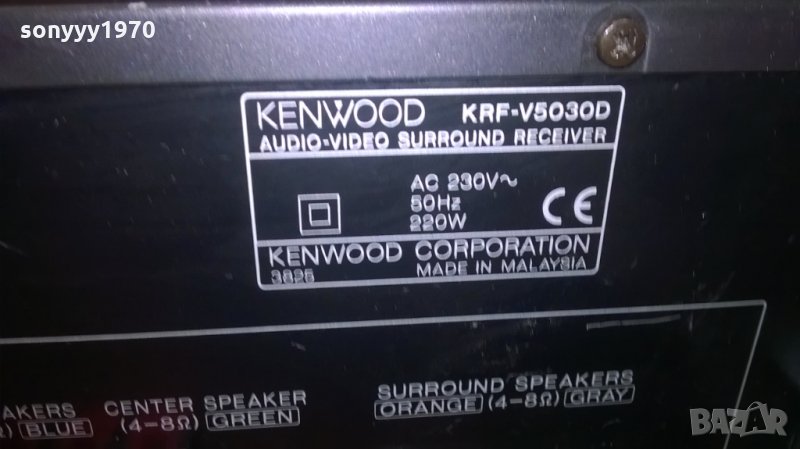 sonyyy1970
KENWOOD KRF-V5030D
AUDIO-VIDEO SURROUND RECEIVER
AC 230V~
50Hz
220W
CE
KENWOOD CORPORATION
3825 MADE IN MALAYSIA
AKERS CENTER SPEAKER SURROUND SPEAKERS
Ω) BLUE (4-8Ω) GREEN ORANGE (4-8Ω) GRAY
BAZAR